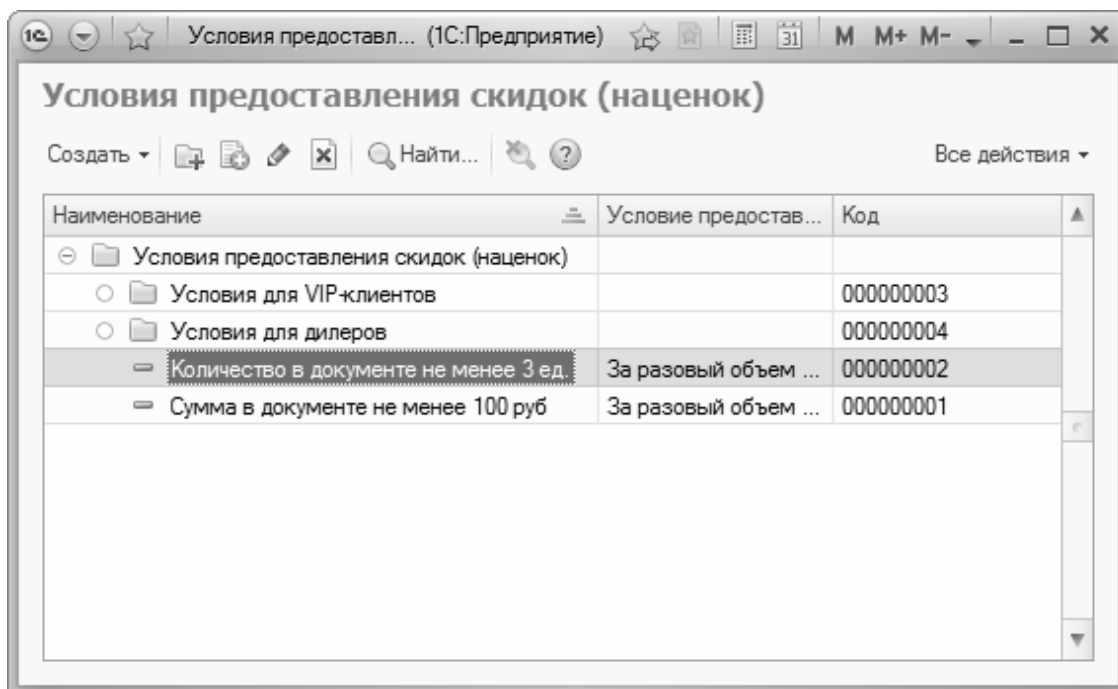 1С Условия предоставл... (1С:Предприятие) 31 M M+ M-
Условия предоставления скидок (наценок)
Создать Найти... ? Все действия
Наименование Условие предостав... Код
Условия предоставления скидок (наценок)
Условия для VIP-клиентов 000000003
Условия для дилеров 000000004
Количество в документе не менее 3 ед. За разовый объем ... 000000002
Сумма в документе не менее 100 руб За разовый объем ... 000000001